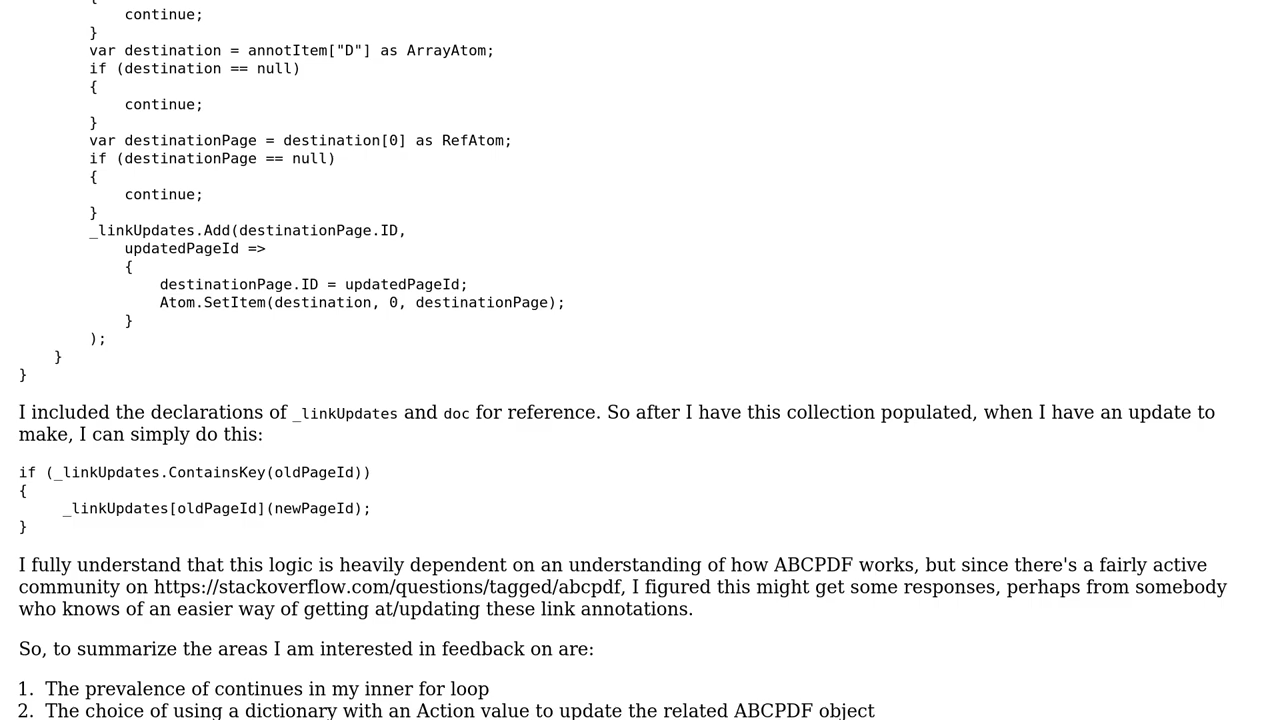 {
continue;
}
var destination = annotItem["D"] as ArrayAtom;
if (destination == null)
{
continue;
}
var destinationPage = destination[0] as RefAtom;
if (destinationPage == null)
{
continue;
}
_linkUpdates.Add(destinationPage.ID,
updatedPageId =>
{
destinationPage.ID = updatedPageId;
Atom.SetItem(destination, 0, destinationPage);
}
);
}
}
I included the declarations of _linkUpdates and doc for reference. So after I have this collection populated, when I have an update to
make, I can simply do this:
if (_linkUpdates.ContainsKey(oldPageId))
{
_linkUpdates[oldPageId](newPageId);
}
I fully understand that this logic is heavily dependent on an understanding of how ABCPDF works, but since there's a fairly active
community on https://stackoverflow.com/questions/tagged/abcpdf, I figured this might get some responses, perhaps from somebody
who knows of an easier way of getting at/updating these link annotations.
So, to summarize the areas I am interested in feedback on are:
1. The prevalence of continues in my inner for loop
2. The choice of using a dictionary with an Action value to update the related ABCPDF object